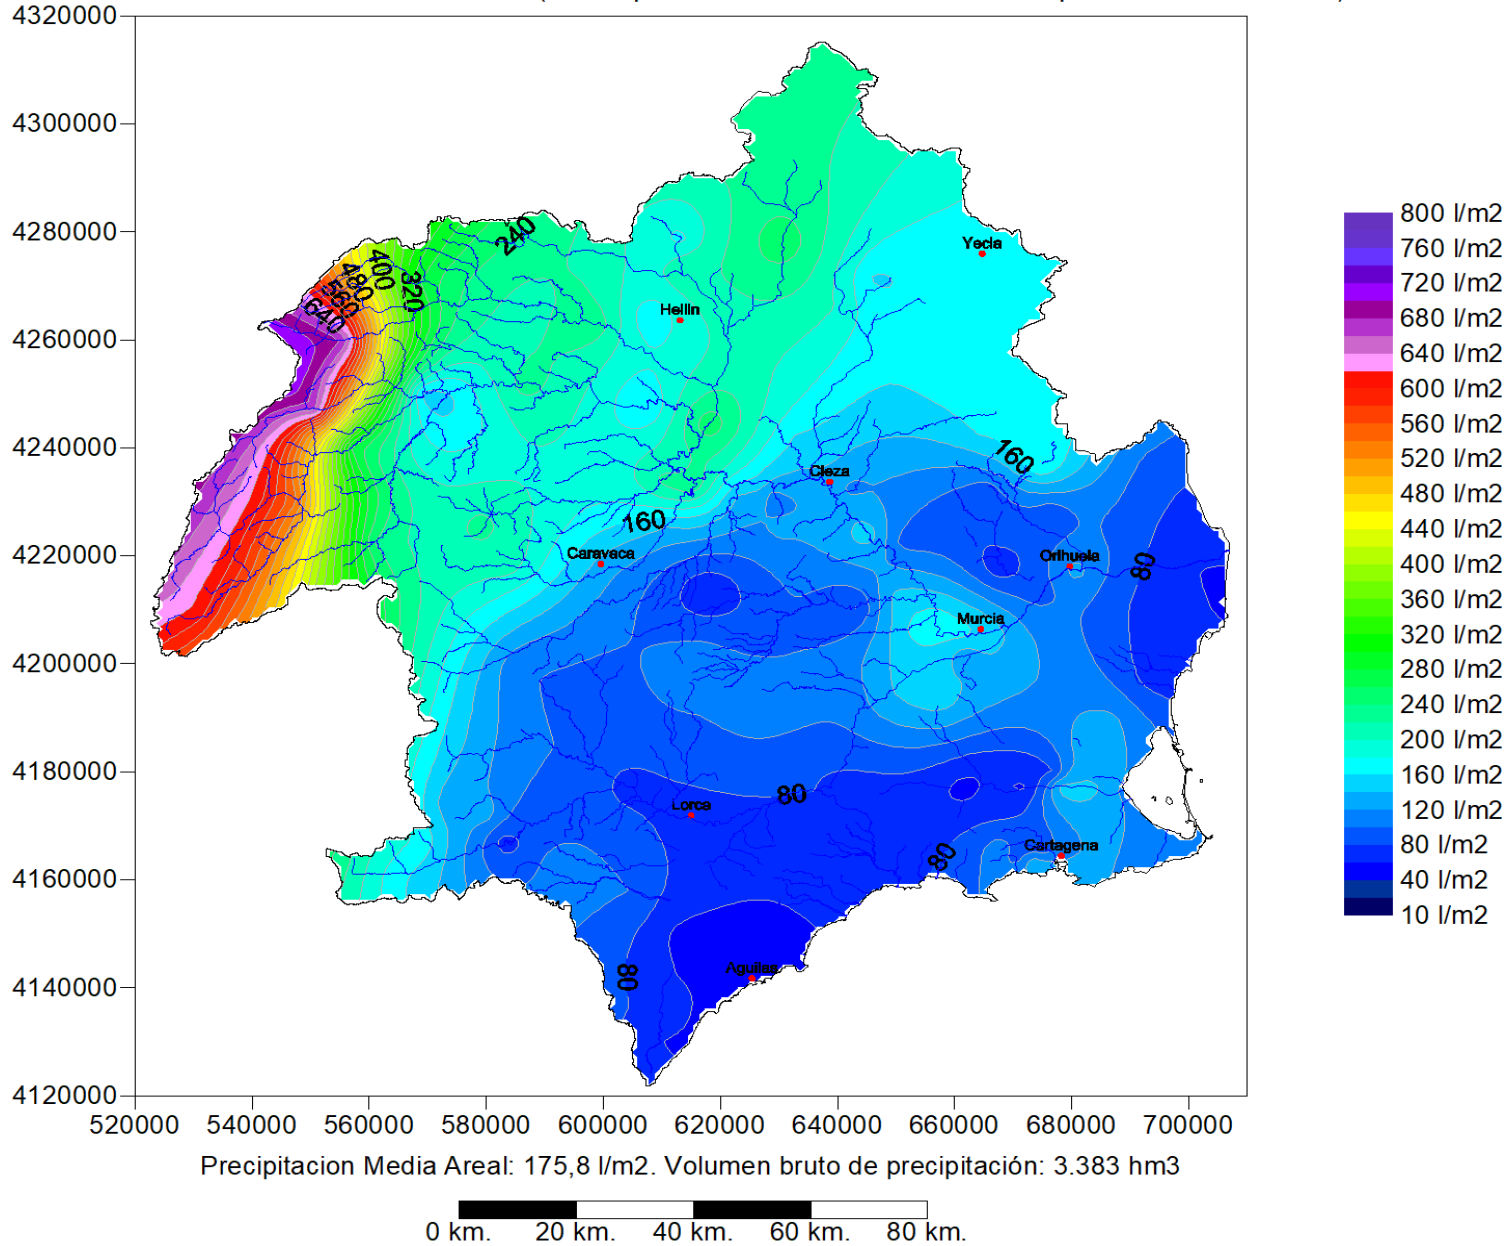 4320000
4300000
4280000
4260000
4240000
4220000
4200000
4180000
4160000
4140000
4120000
520000 540000 560000 580000 600000 620000 640000 660000 680000 700000
240
400
480
560
640
320
Yecla
Hellin
160
Cieza
160
Caravaca
Orihuela
80
Murcia
80
Lorca
80
Cartagena
80
Aguilas
800 l/m2
760 l/m2
720 l/m2
680 l/m2
640 l/m2
600 l/m2
560 l/m2
520 l/m2
480 l/m2
440 l/m2
400 l/m2
360 l/m2
320 l/m2
280 l/m2
240 l/m2
200 l/m2
160 l/m2
120 l/m2
80 l/m2
40 l/m2
10 l/m2
Precipitacion Media Areal: 175,8 l/m2. Volumen bruto de precipitación: 3.383 hm3
0 km. 20 km. 40 km. 60 km. 80 km.